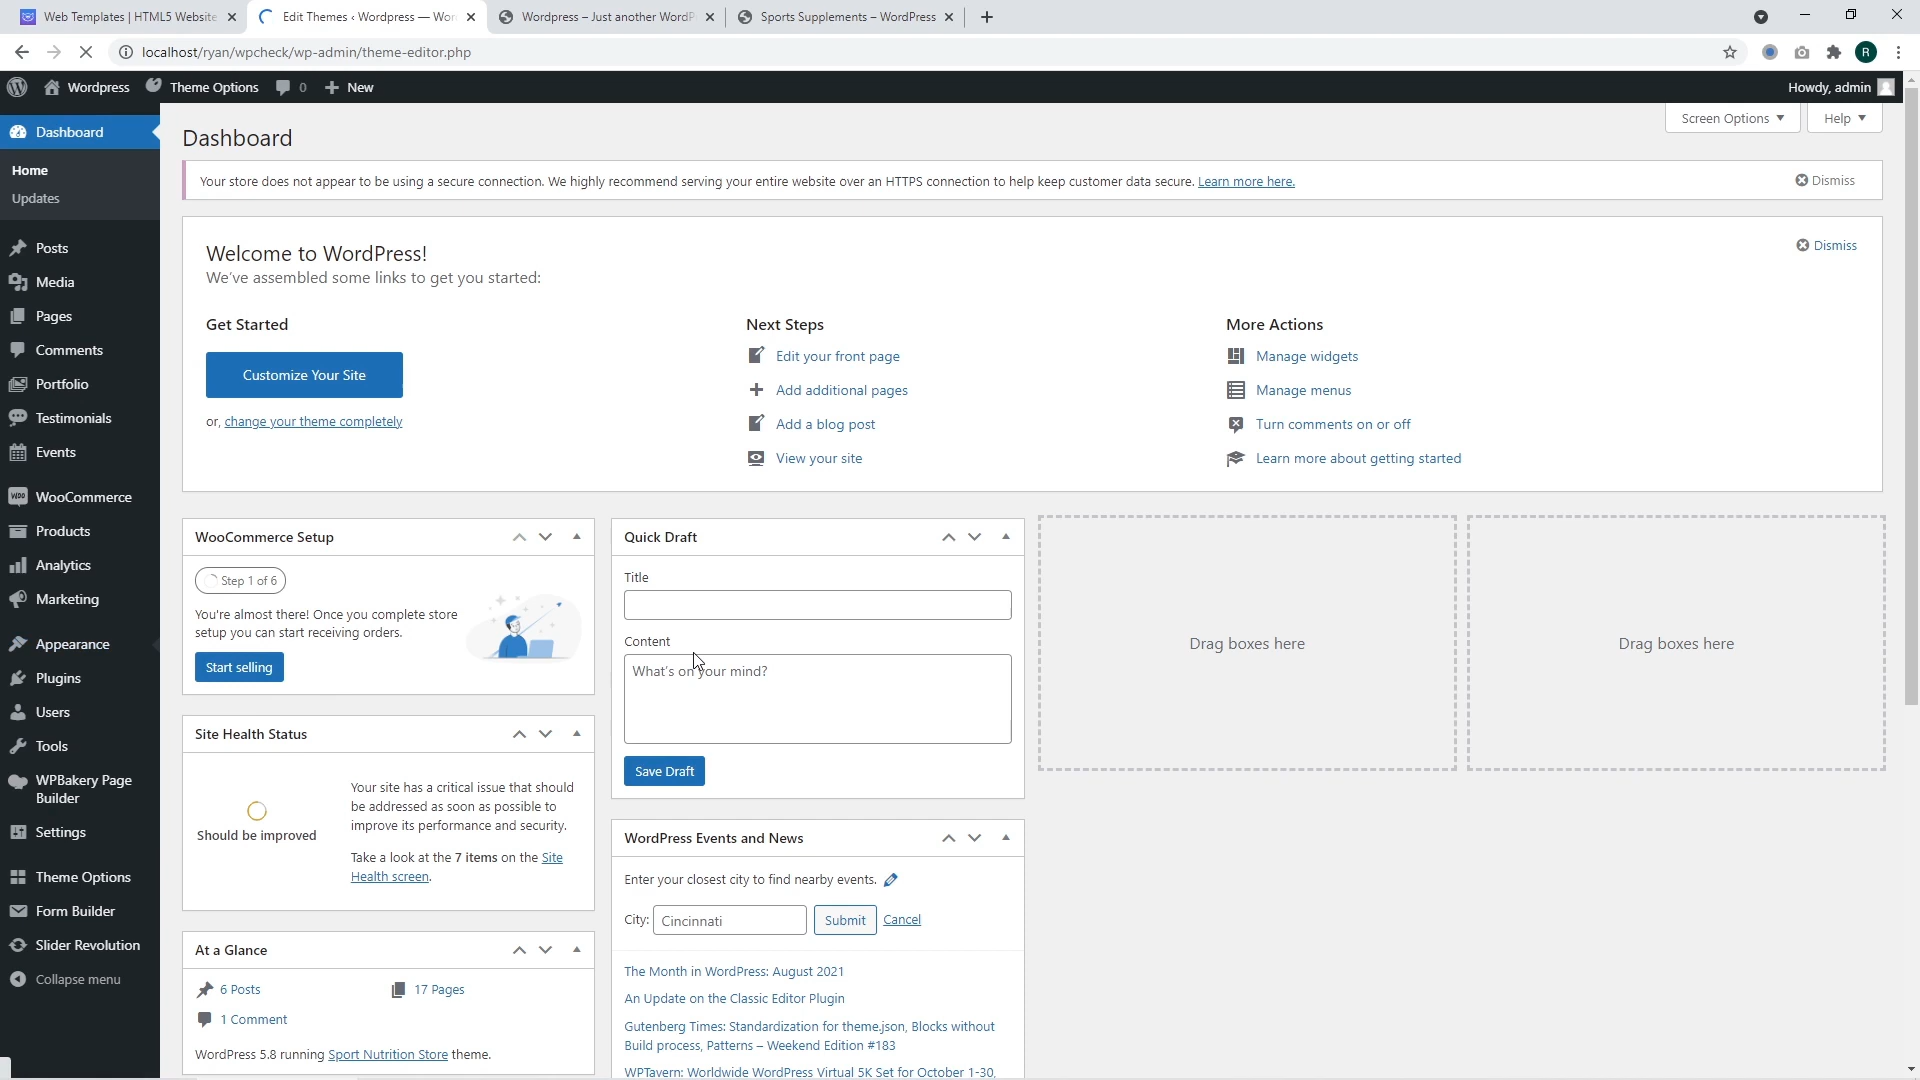 Web Templates | HTML5 Website
Edit Themes ‹ Wordpress — Wor
Wordpress – Just another WordP
Sports Supplements – WordPress
localhost/ryan/wpcheck/wp-admin/theme-editor.php
R
Wordpress
Theme Options
0
New
Howdy, admin
Dashboard
Home
Updates
Posts
Media
Pages
Comments
Portfolio
Testimonials
Events
WooCommerce
Products
Analytics
Marketing
Appearance
Plugins
Users
Tools
WPBakery Page
Builder
Settings
Theme Options
Form Builder
Slider Revolution
Collapse menu
Screen Options
Help
Dashboard
Your store does not appear to be using a secure connection. We highly recommend serving your entire website over an HTTPS connection to help keep customer data secure. Learn more here.
Dismiss
Welcome to WordPress!
We've assembled some links to get you started:
Dismiss
Get Started
Customize Your Site
or, change your theme completely
Next Steps
Edit your front page
Add additional pages
Add a blog post
View your site
More Actions
Manage widgets
Manage menus
Turn comments on or off
Learn more about getting started
WooCommerce Setup
Step 1 of 6
You're almost there! Once you complete store
setup you can start receiving orders.
Start selling
Site Health Status
Should be improved
Your site has a critical issue that should
be addressed as soon as possible to
improve its performance and security.
Take a look at the 7 items on the Site
Health screen.
At a Glance
6 Posts
17 Pages
1 Comment
WordPress 5.8 running Sport Nutrition Store theme.
Quick Draft
Title
Content
What's on your mind?
Save Draft
WordPress Events and News
Enter your closest city to find nearby events.
City:
Cincinnati
Submit
Cancel
The Month in WordPress: August 2021
An Update on the Classic Editor Plugin
Gutenberg Times: Standardization for theme.json, Blocks without
Build process, Patterns – Weekend Edition #183
WPTavern: Worldwide WordPress Virtual 5K Set for October 1-30,
Drag boxes here
Drag boxes here